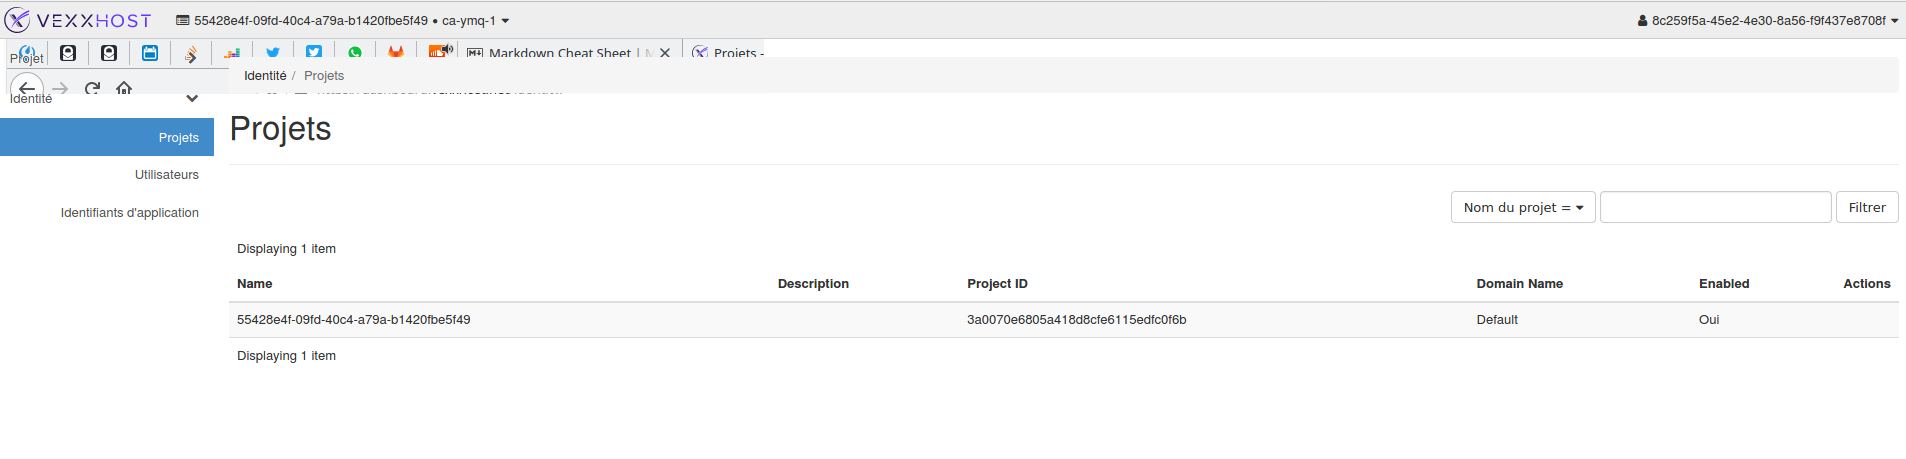 VEXXHOST 55428e4f-09fd-40c4-a79a-b1420fbe5f49 • ca-ymq-1 8c259f5a-45e2-4e30-8a56-f9f437e8708f
Projet Markdown Cheat Sheet | Projets -
Identité / Projets
Identité
Projets
Projets
Utilisateurs
Identifiants d'application
Nom du projet = Filtrer
Displaying 1 item
Name Description Project ID Domain Name Enabled Actions
55428e4f-09fd-40c4-a79a-b1420fbe5f49 3a0070e6805a418d8cfe6115edfc0f6b Default Oui
Displaying 1 item